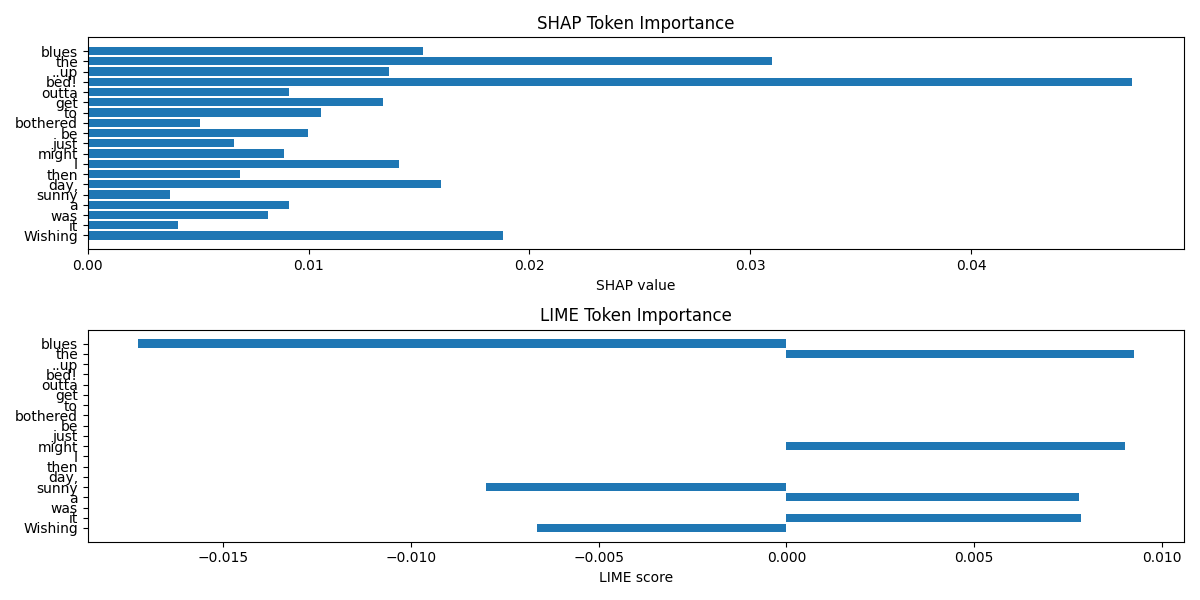 SHAP Token Importance
blues
the
..up
bed!
outta
get
to
bothered
be
just
might
I
then
day,
sunny
a
was
it
Wishing
0.00 0.01 0.02 0.03 0.04
SHAP value
LIME Token Importance
blues
the
..up
bed!
outta
get
to
bothered
be
just
might
I
then
day,
sunny
a
was
it
Wishing
−0.015 −0.010 −0.005 0.000 0.005 0.010
LIME score